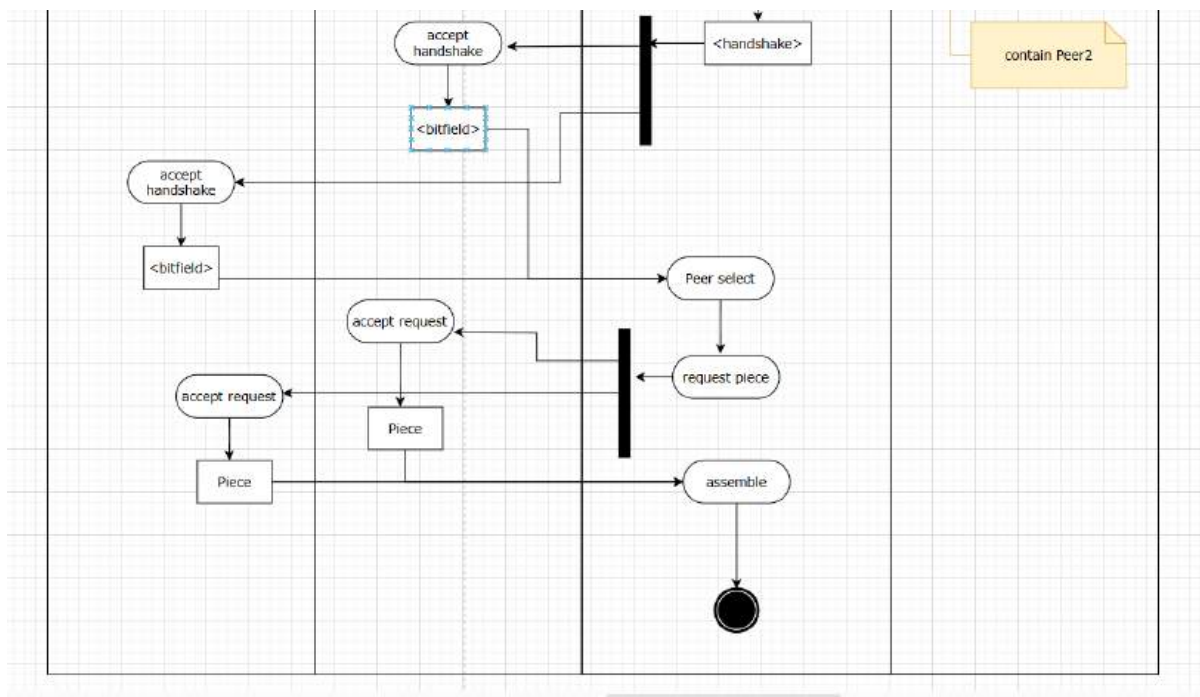 accept
handshake
<handshake>
contain Peer2
<bitfield>
accept
handshake
<bitfield>
Peer select
accept request
request piece
accept request
Piece
Piece
assemble